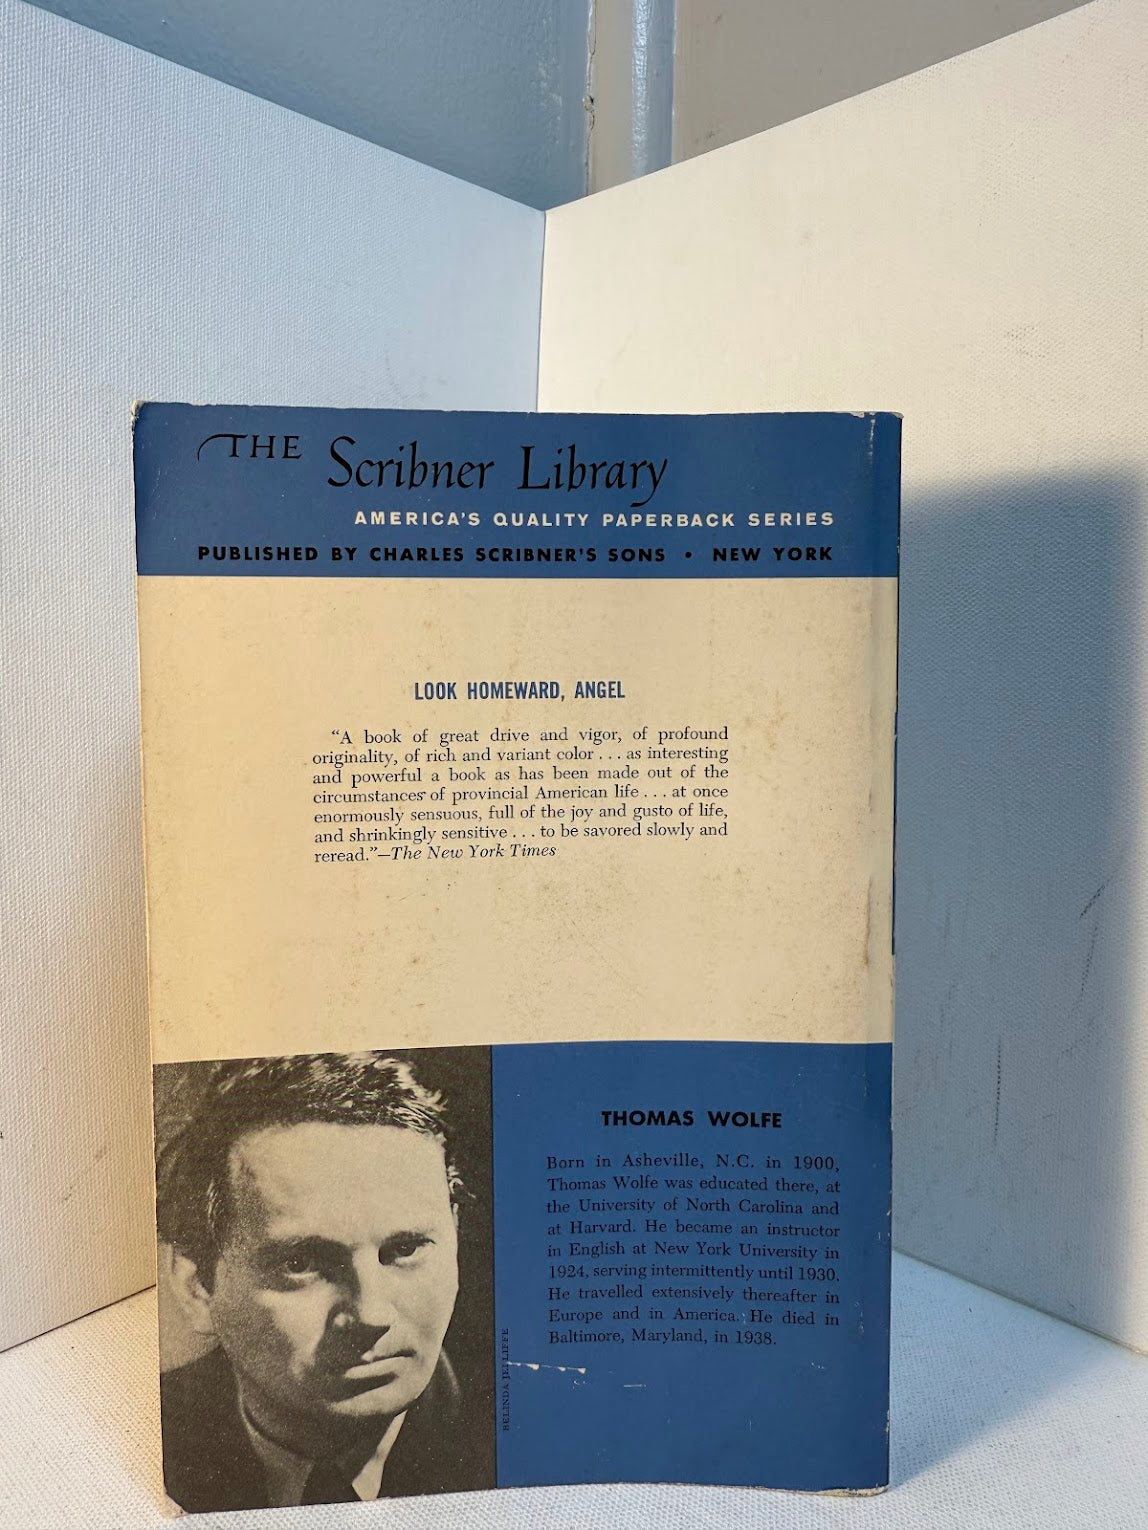 THE Scribner Library
AMERICA'S QUALITY PAPERBACK SERIES
PUBLISHED BY CHARLES SCRIBNER'S SONS • NEW YORK
LOOK HOMEWARD, ANGEL
“A book of great drive and vigor, of profound
originality, of rich and variant color . . . as interesting
and powerful a book as has been made out of the
circumstances of provincial American life . . . at once
enormously sensuous, full of the joy and gusto of life,
and shrinkingly sensitive . . . to be savored slowly and
reread.”—The New York Times
THOMAS WOLFE
Born in Asheville, N.C. in 1900,
Thomas Wolfe was educated there, at
the University of North Carolina and
at Harvard. He became an instructor
in English at New York University in
1924, serving intermittently until 1930.
He travelled extensively thereafter in
Europe and in America. He died in
Baltimore, Maryland, in 1938.
BELINDA JELLIFFE